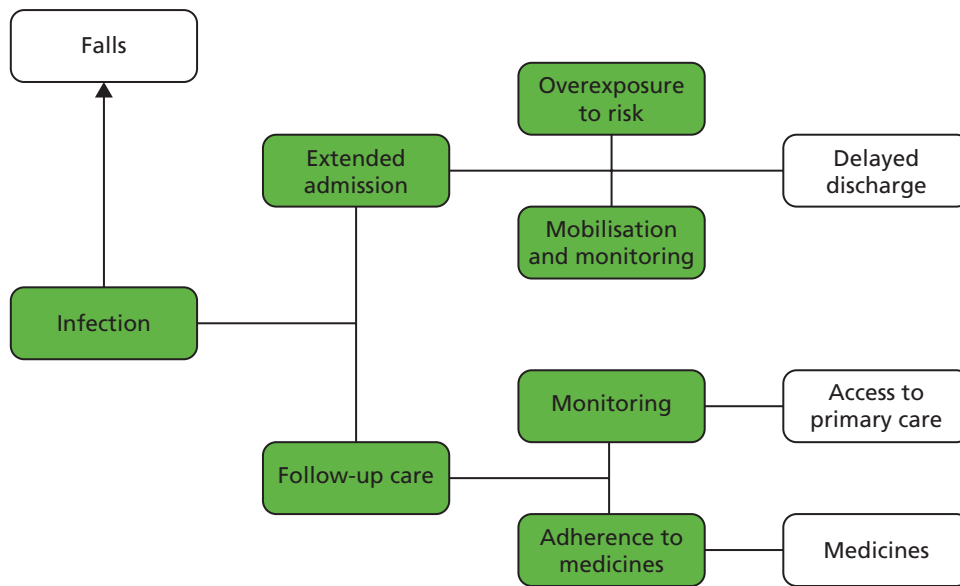 Falls
Overexposure
to risk
Extended
admission
Delayed
discharge
Mobilisation
and monitoring
Infection
Monitoring
Access to
primary care
Follow-up care
Adherence to
medicines
Medicines